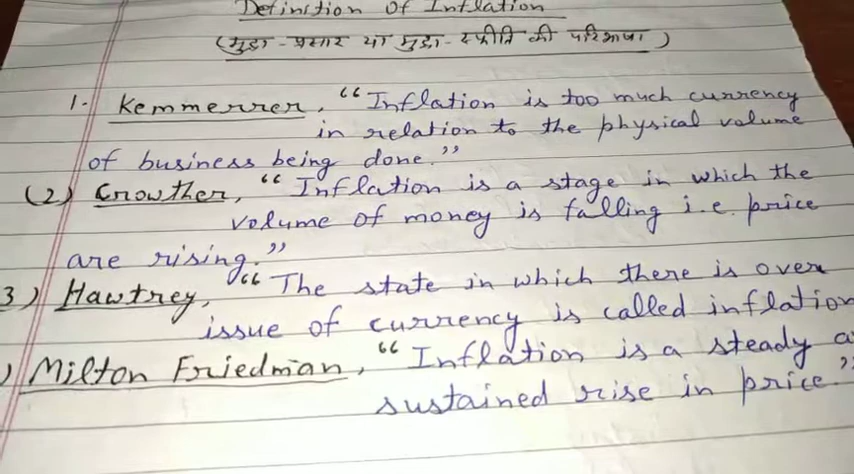 Definition Of Inflation
(मुद्रा-प्रसार या मुद्रा-स्फीति की परिभाषा)
1. Kemmerrer, “Inflation is too much currency
in relation to the physical volume
of business being done.”
(2) Crowther, “Inflation is a stage in which the
volume of money is falling i.e. price
are rising.”
3) Hawtrey, “The state in which there is over
issue of currency is called inflation
) Milton Friedman, “Inflation is a steady a
sustained rise in price.”